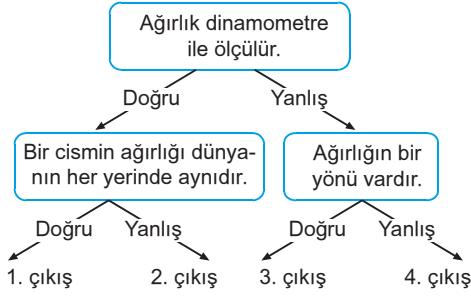 Ağırlık dinamometre
ile ölçülür.
Doğru
Yanlış
Bir cismin ağırlığı dünya-
nın her yerinde aynıdır.
Ağırlığın bir
yönü vardır.
Doğru
Yanlış
Doğru
Yanlış
1. çıkış
2. çıkış
3. çıkış
4. çıkış